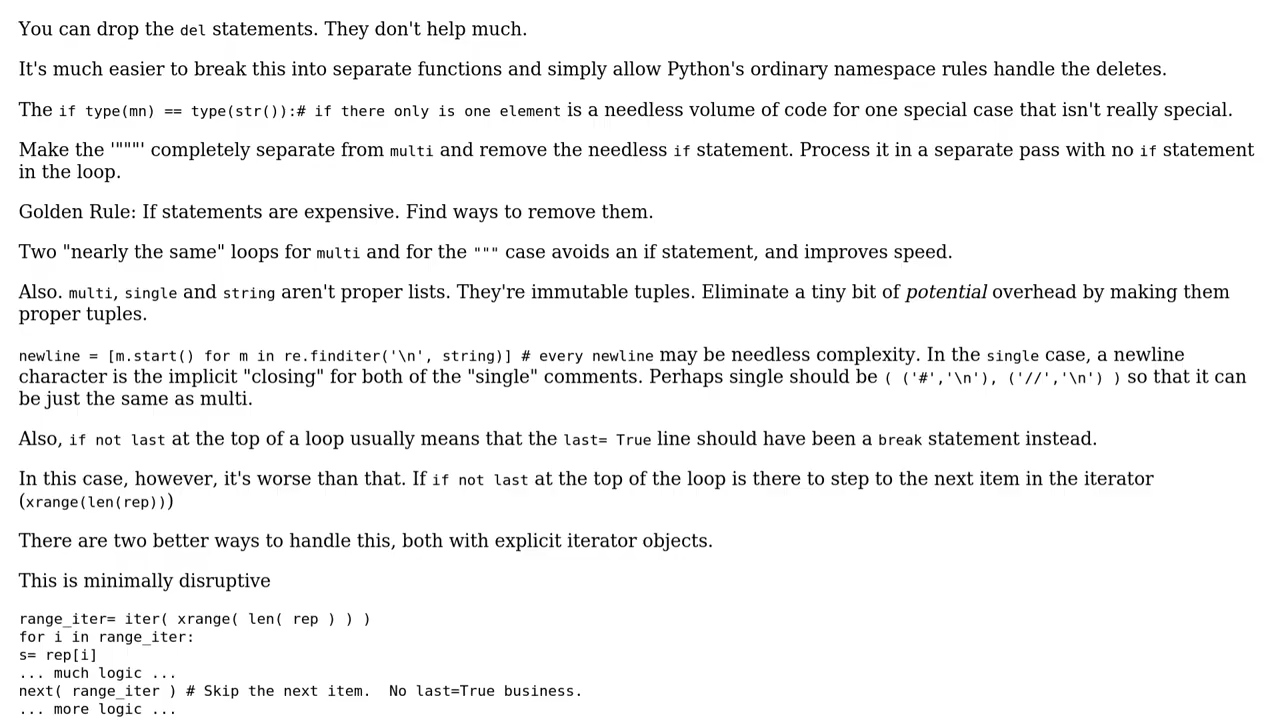 You can drop the del statements. They don't help much.
It's much easier to break this into separate functions and simply allow Python's ordinary namespace rules handle the deletes.
The if type(mn) == type(str()):# if there only is one element is a needless volume of code for one special case that isn't really special.
Make the '"""' completely separate from multi and remove the needless if statement. Process it in a separate pass with no if statement
in the loop.
Golden Rule: If statements are expensive. Find ways to remove them.
Two "nearly the same" loops for multi and for the """ case avoids an if statement, and improves speed.
Also. multi, single and string aren't proper lists. They're immutable tuples. Eliminate a tiny bit of potential overhead by making them
proper tuples.
newline = [m.start() for m in re.finditer('\n', string)] # every newline may be needless complexity. In the single case, a newline
character is the implicit "closing" for both of the "single" comments. Perhaps single should be ( ('#','\n'), ('//','\n') ) so that it can
be just the same as multi.
Also, if not last at the top of a loop usually means that the last= True line should have been a break statement instead.
In this case, however, it's worse than that. If if not last at the top of the loop is there to step to the next item in the iterator
(xrange(len(rep)))
There are two better ways to handle this, both with explicit iterator objects.
This is minimally disruptive
range_iter= iter( xrange( len( rep ) ) )
for i in range_iter:
s= rep[i]
... much logic ...
next( range_iter ) # Skip the next item.  No last=True business.
... more logic ...